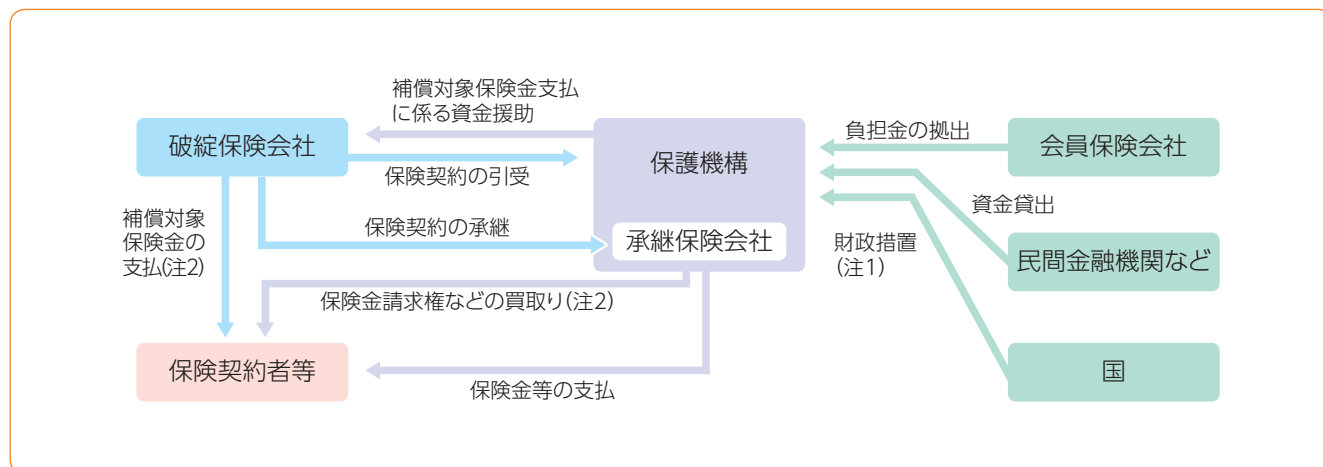 補償対象保険金支払
に係る資金援助
破綻保険会社
保険契約の引受
保護機構
負担金の拠出
会員保険会社
補償対象
保険金の
支払(注2)
保険契約の承継
承継保険会社
資金貸出
財政措置
(注1)
民間金融機関など
保険金請求権などの買取り(注2)
保険契約者等
保険金等の支払
国